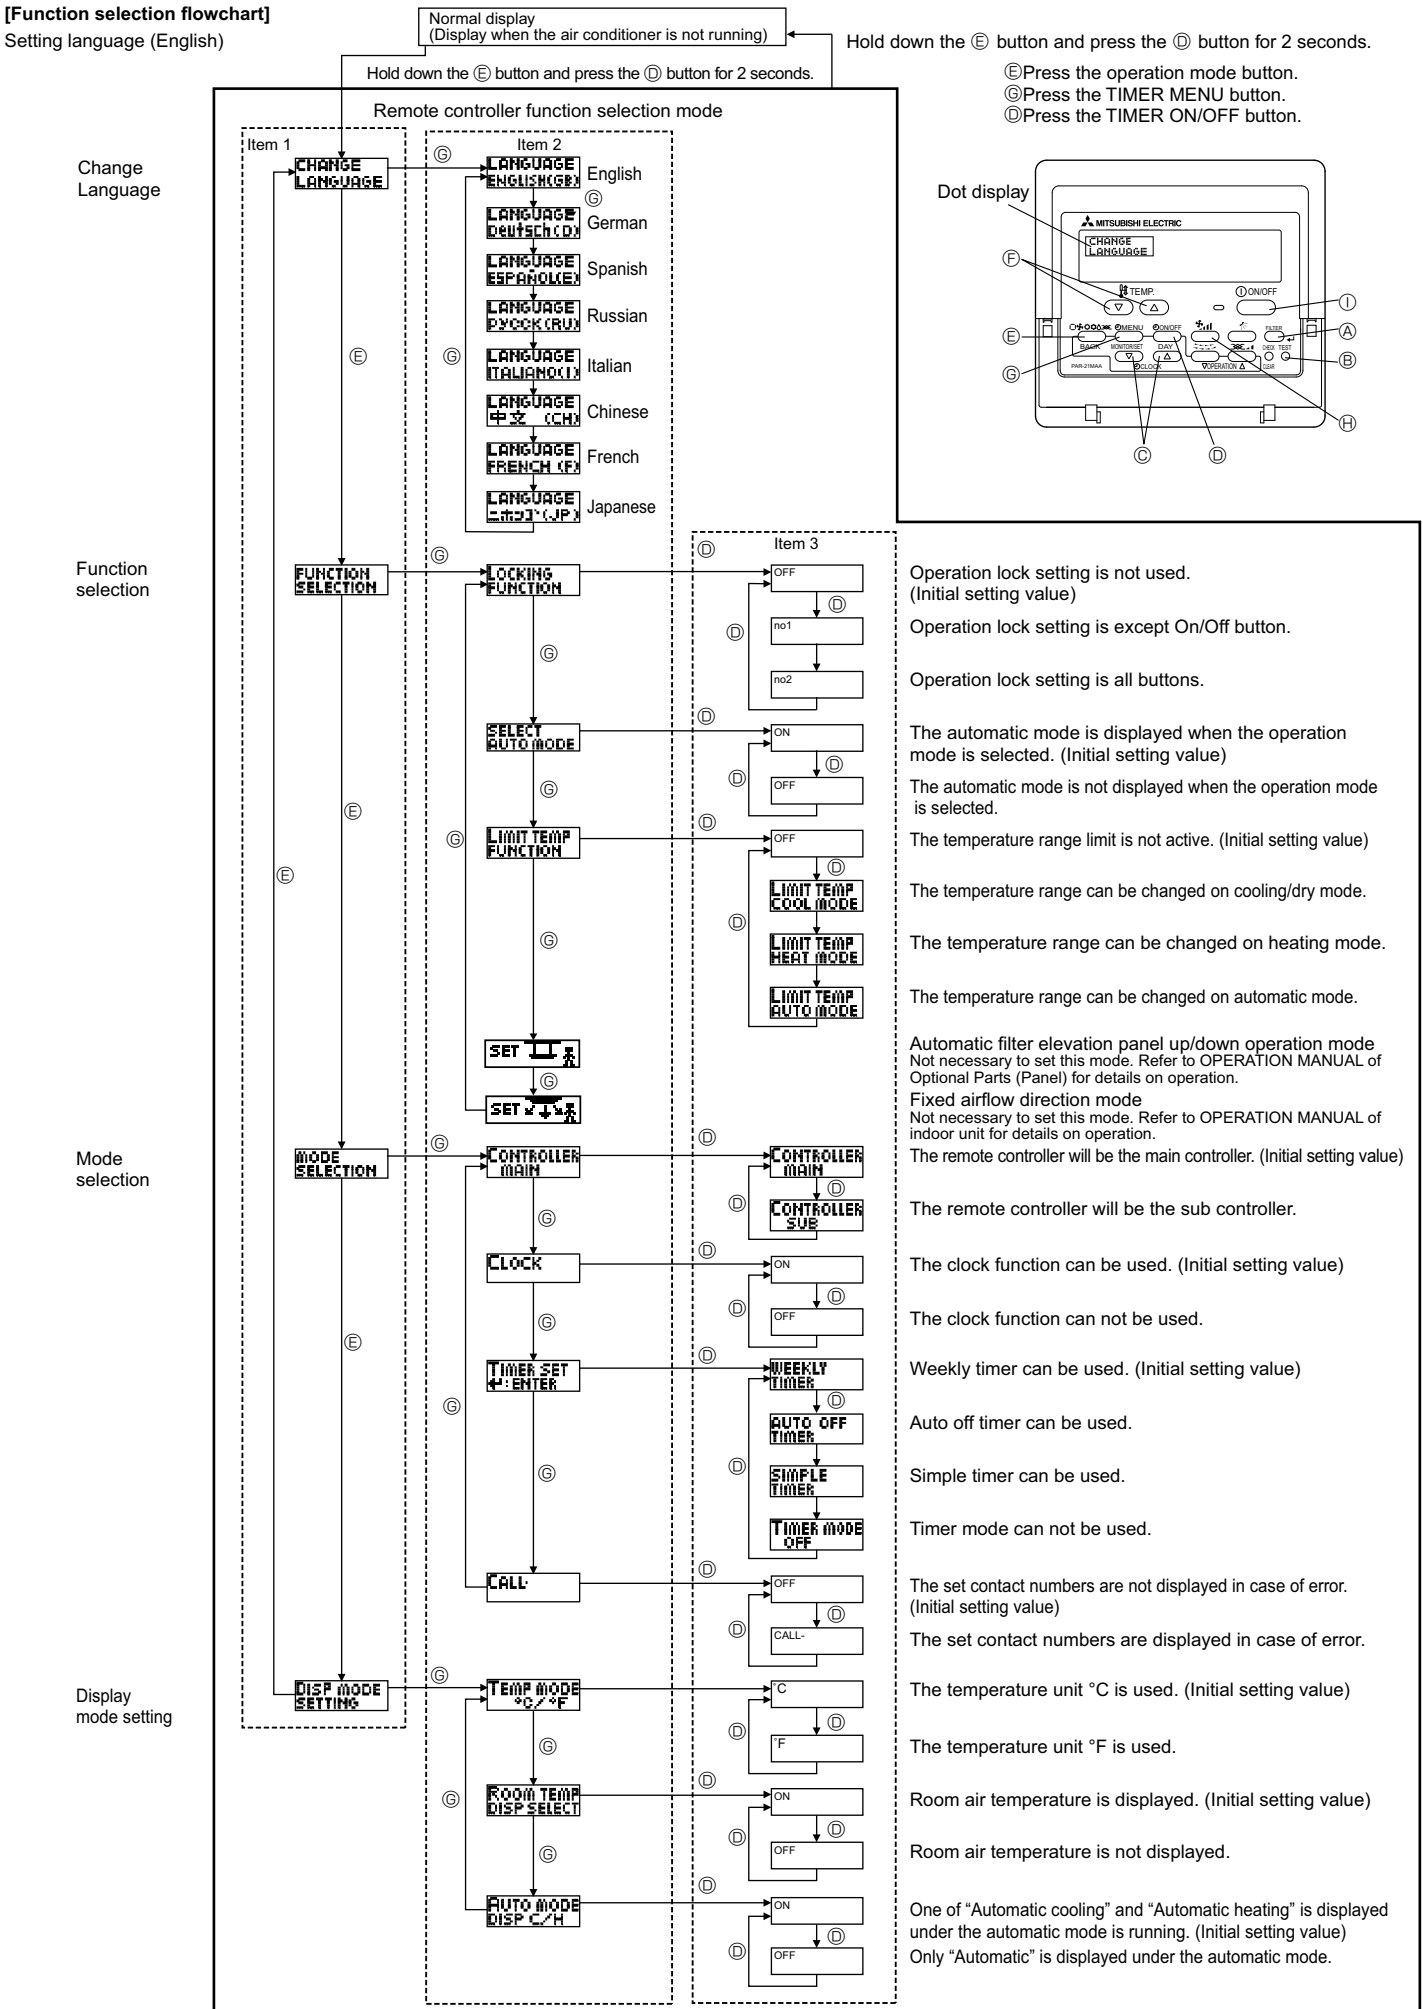 [Function selection flowchart]
Setting language (English)
Normal display
(Display when the air conditioner is not running)
Hold down the Ⓔ button and press the Ⓓ button for 2 seconds.
Hold down the Ⓔ button and press the Ⓓ button for 2 seconds.
ⒺPress the operation mode button.
ⒼPress the TIMER MENU button.
ⒹPress the TIMER ON/OFF button.
Remote controller function selection mode
Item 1
Item 2
Change
Language
CHANGE
LANGUAGE
Ⓖ
LANGUAGE
ENGLISH(GB)
English
Ⓖ
LANGUAGE
Deutsch(D)
German
LANGUAGE
ESPAÑOL(E)
Spanish
LANGUAGE
РУССК(RU)
Russian
Ⓔ
Ⓖ
LANGUAGE
ITALIANO(I)
Italian
LANGUAGE
中文 (CH)
Chinese
LANGUAGE
FRENCH (F)
French
LANGUAGE
ニホンゴ(JP)
Japanese
Dot display
MITSUBISHI ELECTRIC
CHANGE
LANGUAGE
Ⓕ
TEMP.
ON/OFF
Ⓘ
Ⓔ
MENU
ON/OFF
FILTER
Ⓐ
BACK
MONITOR/SET
DAY
CHECK
TEST
Ⓑ
Ⓖ
PAR-21MAA
CLOCK
OPERATION
CLEAR
Ⓗ
Ⓒ
Ⓓ
Item 3
Function
selection
FUNCTION
SELECTION
Ⓖ
LOCKING
FUNCTION
Ⓓ
OFF
Operation lock setting is not used.
(Initial setting value)
Ⓓ
Ⓓ
no1
Operation lock setting is except On/Off button.
Ⓖ
no2
Operation lock setting is all buttons.
SELECT
AUTO MODE
Ⓓ
ON
The automatic mode is displayed when the operation
mode is selected. (Initial setting value)
Ⓓ
Ⓓ
Ⓖ
OFF
The automatic mode is not displayed when the operation mode
is selected.
Ⓔ
Ⓖ
LIMIT TEMP
FUNCTION
Ⓓ
OFF
The temperature range limit is not active. (Initial setting value)
Ⓓ
Ⓔ
LIMIT TEMP
COOL MODE
The temperature range can be changed on cooling/dry mode.
Ⓓ
Ⓖ
LIMIT TEMP
HEAT MODE
The temperature range can be changed on heating mode.
LIMIT TEMP
AUTO MODE
The temperature range can be changed on automatic mode.
SET
Automatic filter elevation panel up/down operation mode
Not necessary to set this mode. Refer to OPERATION MANUAL of
Optional Parts (Panel) for details on operation.
Ⓖ
SET
Fixed airflow direction mode
Not necessary to set this mode. Refer to OPERATION MANUAL of
indoor unit for details on operation.
Mode
selection
MODE
SELECTION
Ⓖ
CONTROLLER
MAIN
Ⓓ
CONTROLLER
MAIN
The remote controller will be the main controller. (Initial setting value)
Ⓓ
Ⓓ
Ⓖ
CONTROLLER
SUB
The remote controller will be the sub controller.
CLOCK
Ⓓ
ON
The clock function can be used. (Initial setting value)
Ⓓ
Ⓓ
Ⓖ
OFF
The clock function can not be used.
Ⓔ
TIMER SET
↵:ENTER
Ⓓ
WEEKLY
TIMER
Weekly timer can be used. (Initial setting value)
Ⓓ
Ⓖ
AUTO OFF
TIMER
Auto off timer can be used.
Ⓓ
Ⓖ
SIMPLE
TIMER
Simple timer can be used.
TIMER MODE
OFF
Timer mode can not be used.
CALL-
Ⓓ
OFF
The set contact numbers are not displayed in case of error.
(Initial setting value)
Ⓓ
Ⓓ
CALL-
The set contact numbers are displayed in case of error.
Display
mode setting
DISP MODE
SETTING
Ⓖ
TEMP MODE
°C/°F
°C
The temperature unit °C is used. (Initial setting value)
Ⓓ
Ⓓ
Ⓖ
°F
The temperature unit °F is used.
Ⓖ
ROOM TEMP
DISP SELECT
Ⓓ
ON
Room air temperature is displayed. (Initial setting value)
Ⓓ
Ⓓ
Ⓖ
OFF
Room air temperature is not displayed.
AUTO MODE
DISP C/H
Ⓓ
ON
One of “Automatic cooling” and “Automatic heating” is displayed
under the automatic mode is running. (Initial setting value)
Ⓓ
Ⓓ
OFF
Only “Automatic” is displayed under the automatic mode.